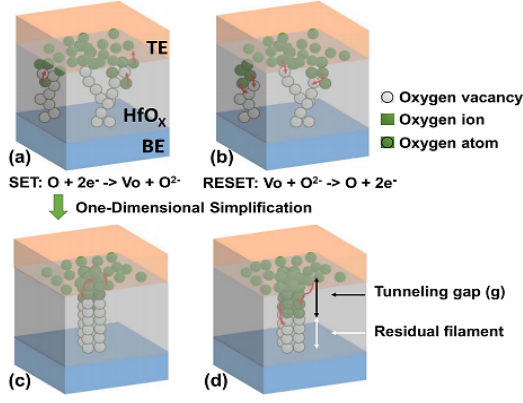 TE
HfOX
BE
(a)
(b)
Oxygen vacancy
Oxygen ion
Oxygen atom
SET: O + 2e- -> Vo + O2-
RESET: Vo + O2- -> O + 2e-
One-Dimensional Simplification
Tunneling gap (g)
Residual filament
(c)
(d)